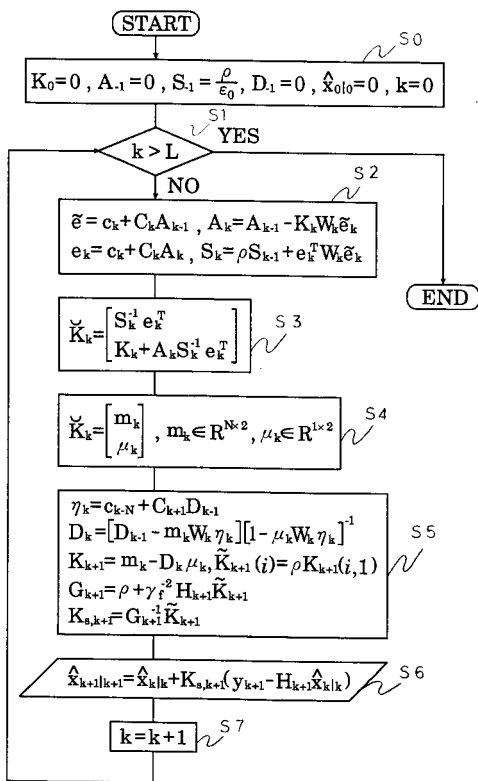 START
S0
K₀=0 , A₋₁=0 , S₋₁=ρ/ε₀ , D₋₁=0 , x̂₀|₀=0 , k=0
S1
k > L
YES
NO
S2
ẽ=cₖ+CₖAₖ₋₁ , Aₖ=Aₖ₋₁−KₖWₖẽₖ
eₖ=cₖ+CₖAₖ , Sₖ=ρSₖ₋₁+eₖᵀWₖẽₖ
END
S3
K̆ₖ=[Sₖ⁻¹eₖᵀ
Kₖ+AₖSₖ⁻¹eₖᵀ]
S4
K̆ₖ=[mₖ
μₖ] , mₖ∈R^{N×2} , μₖ∈R^{1×2}
S5
ηₖ=cₖ₋N+Cₖ₊₁Dₖ₋₁
Dₖ=[Dₖ₋₁−mₖWₖηₖ][1−μₖWₖηₖ]⁻¹
Kₖ₊₁=mₖ−Dₖμₖ,K̃ₖ₊₁(i)=ρKₖ₊₁(i,1)
Gₖ₊₁=ρ+γ_f⁻²Hₖ₊₁K̃ₖ₊₁
K_{s,k+1}=Gₖ₊₁⁻¹K̃ₖ₊₁
S6
x̂ₖ₊₁|ₖ₊₁=x̂ₖ|ₖ+K_{s,k+1}(yₖ₊₁−Hₖ₊₁x̂ₖ|ₖ)
S7
k=k+1